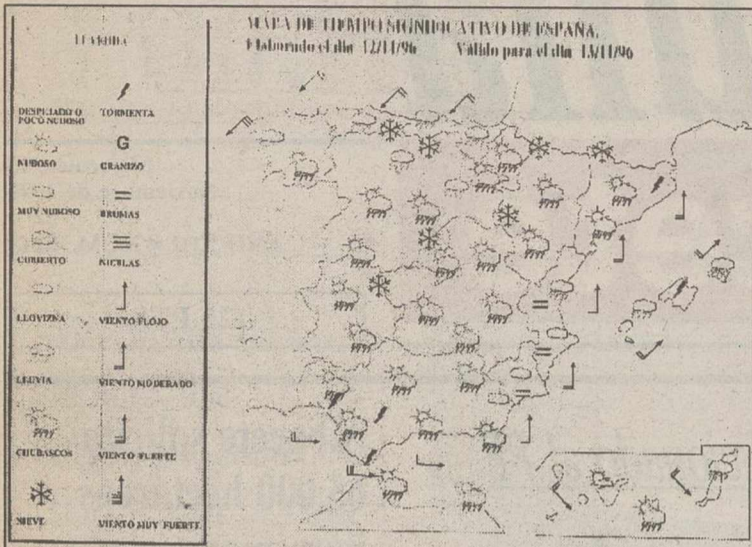 MAPA DE TIEMPO SIGNIFICATIVO DE ESPAÑA.
Elaborado el día 12/11/96 Válido para el día 13/11/96
LEYENDA
DESPEJADO O
POCO NUBOSO
TORMENTA
NUBOSO
G
GRANIZO
MUY NUBOSO
BRUMAS
CUBIERTO
NIEBLAS
LLOVIZNA
VIENTO FLOJO
LLUVIA
VIENTO MODERADO
CHUBASCOS
VIENTO FUERTE
NIEVE
VIENTO MUY FUERTE